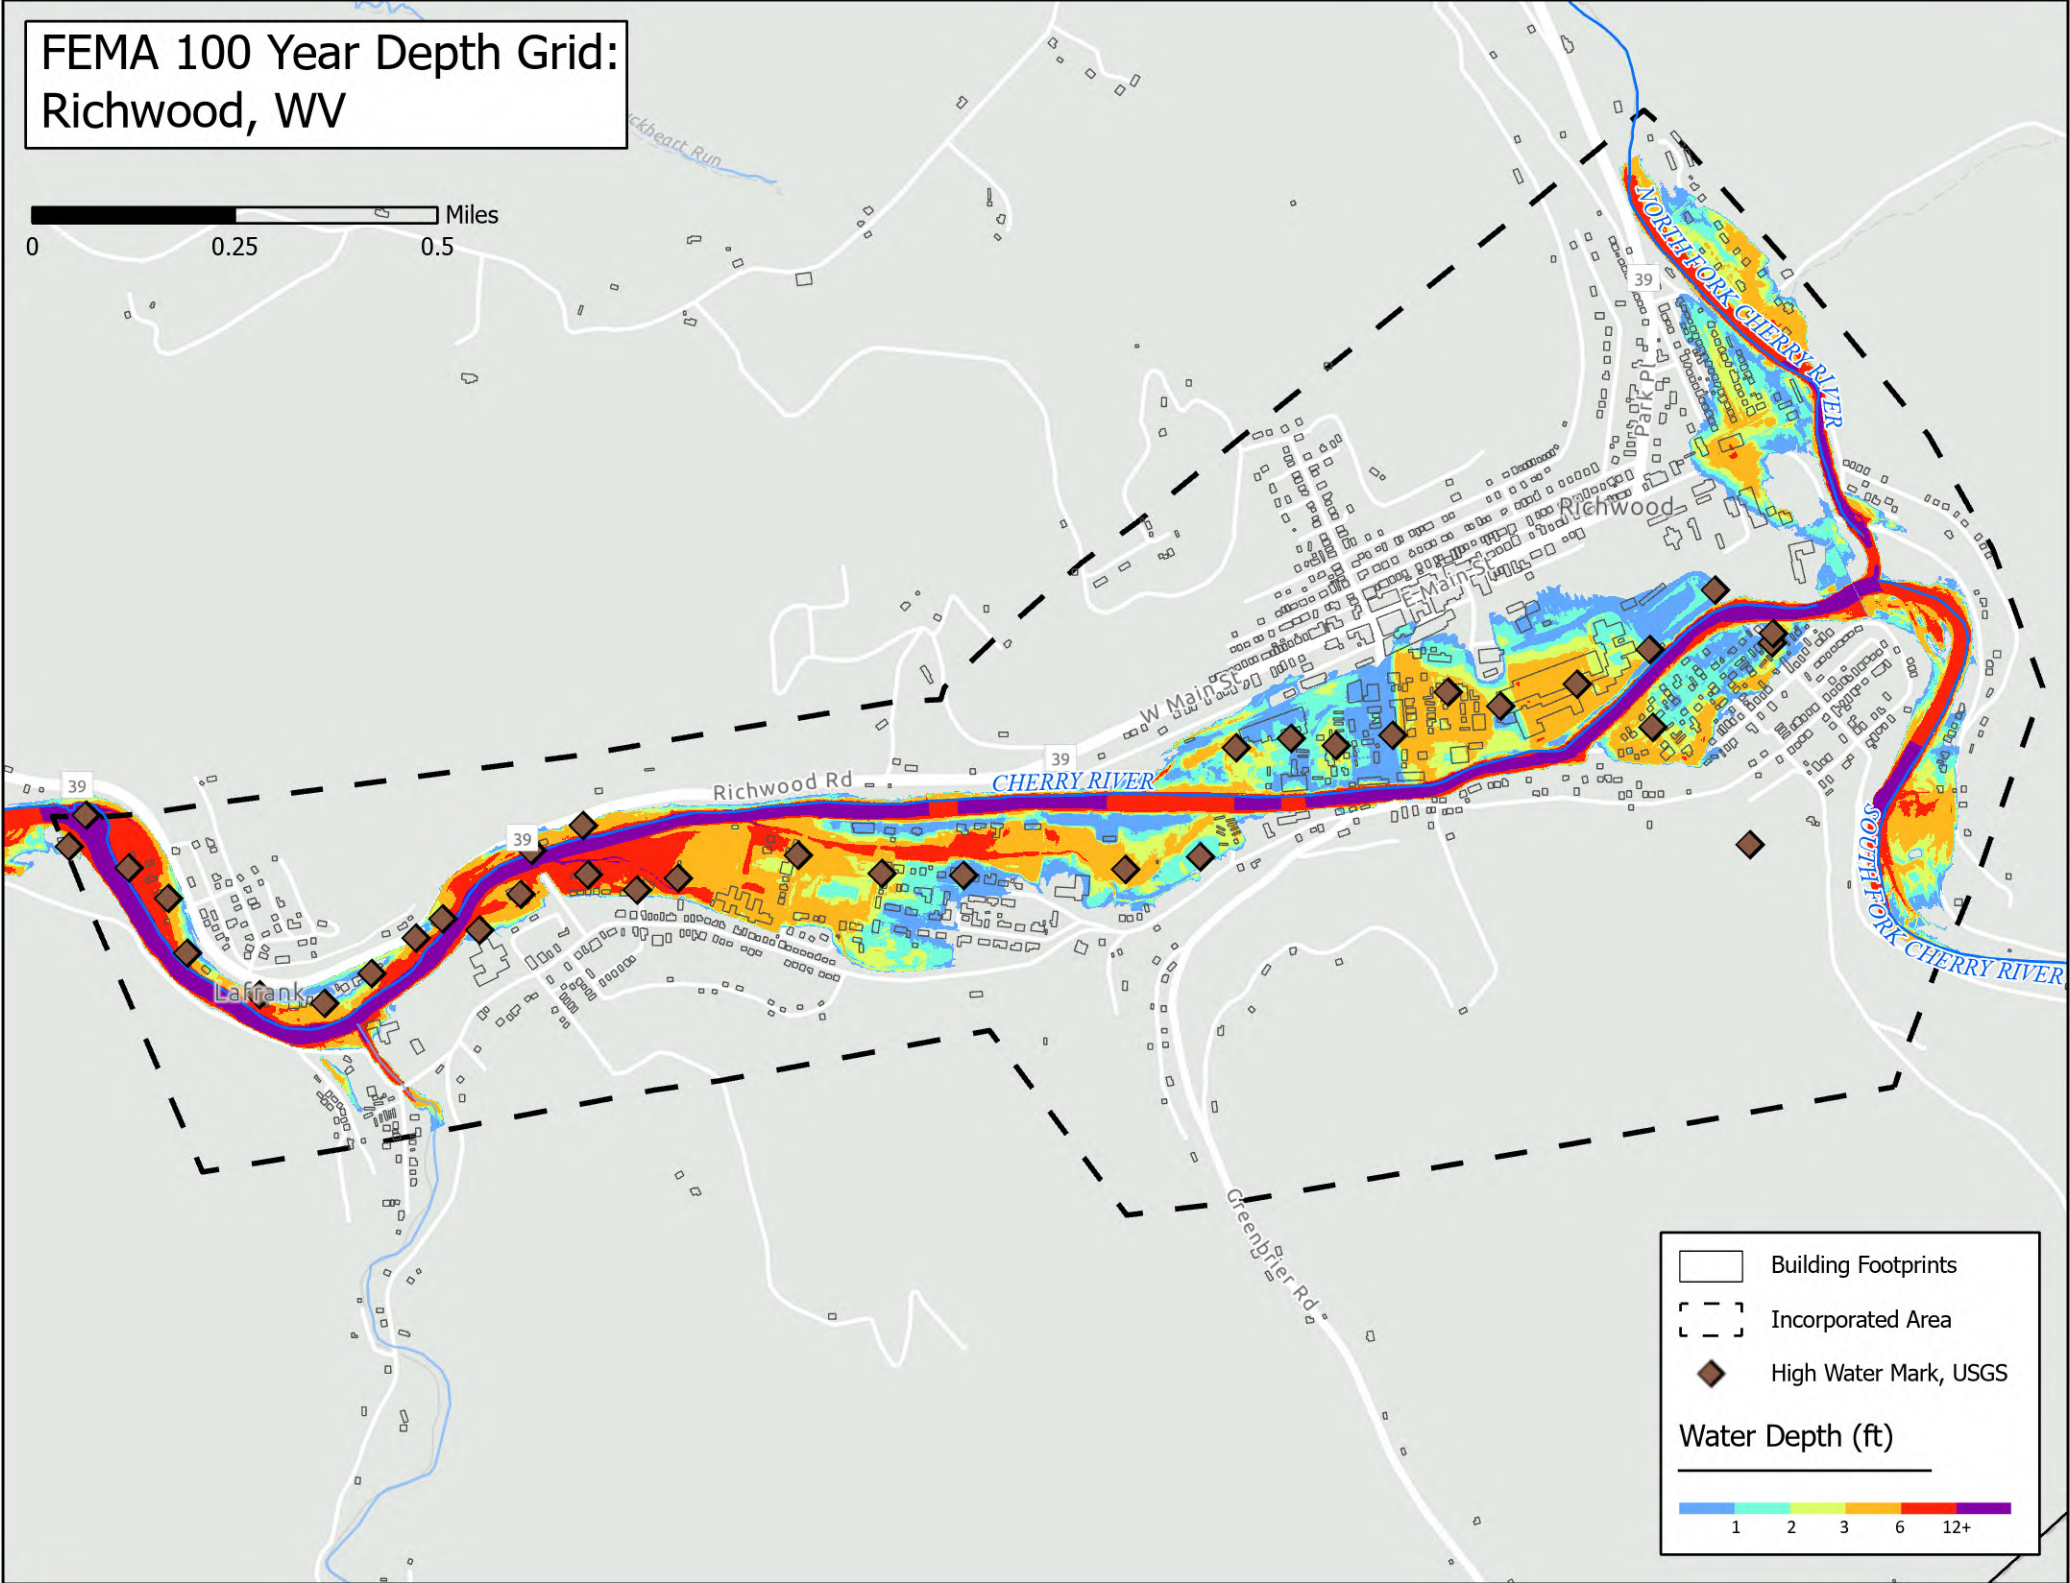 FEMA 100 Year Depth Grid:
Richwood, WV
Miles
0 0.25 0.5
ckheart Run
NORTH FORK CHERRY RIVER
39
Park Pl
Richwood
E Main St
W Main St
39
CHERRY RIVER
Richwood Rd
39
39
Lafrank
SOUTH FORK CHERRY RIVER
Greenbrier Rd
Building Footprints
Incorporated Area
High Water Mark, USGS
Water Depth (ft)
1 2 3 6 12+